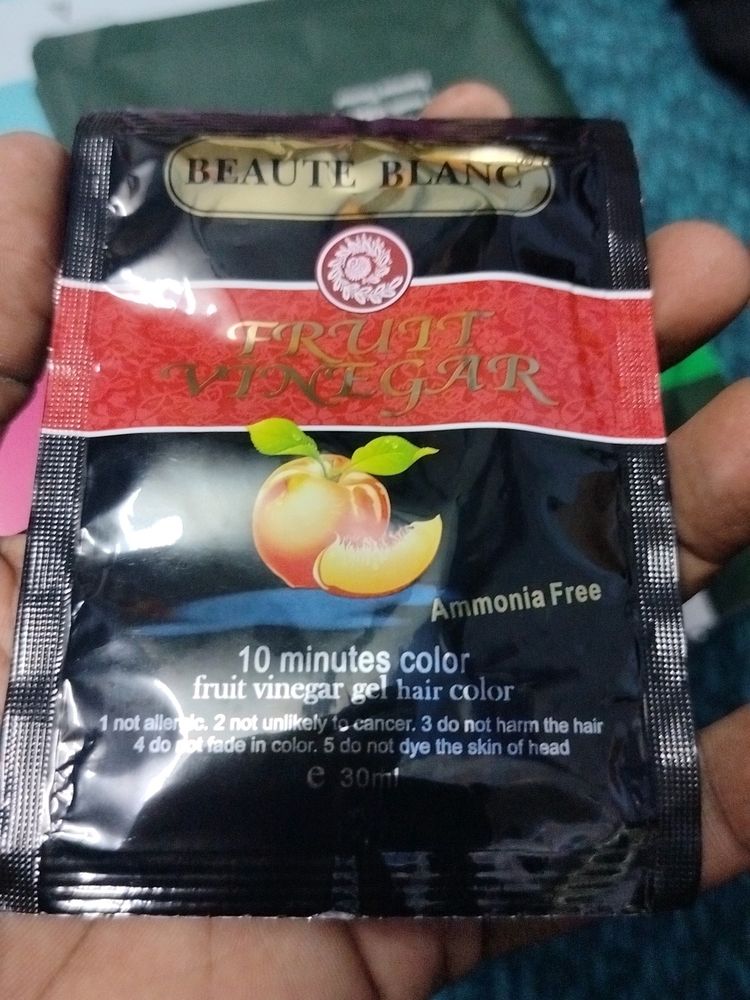 BEAUTE BLANC
FRUIT
VINEGAR
Ammonia Free
10 minutes color
fruit vinegar gel hair color
1 not allergic. 2 not unlikely to cancer. 3 do not harm the hair
4 do not fade in color. 5 do not dye the skin of head
e 30ml